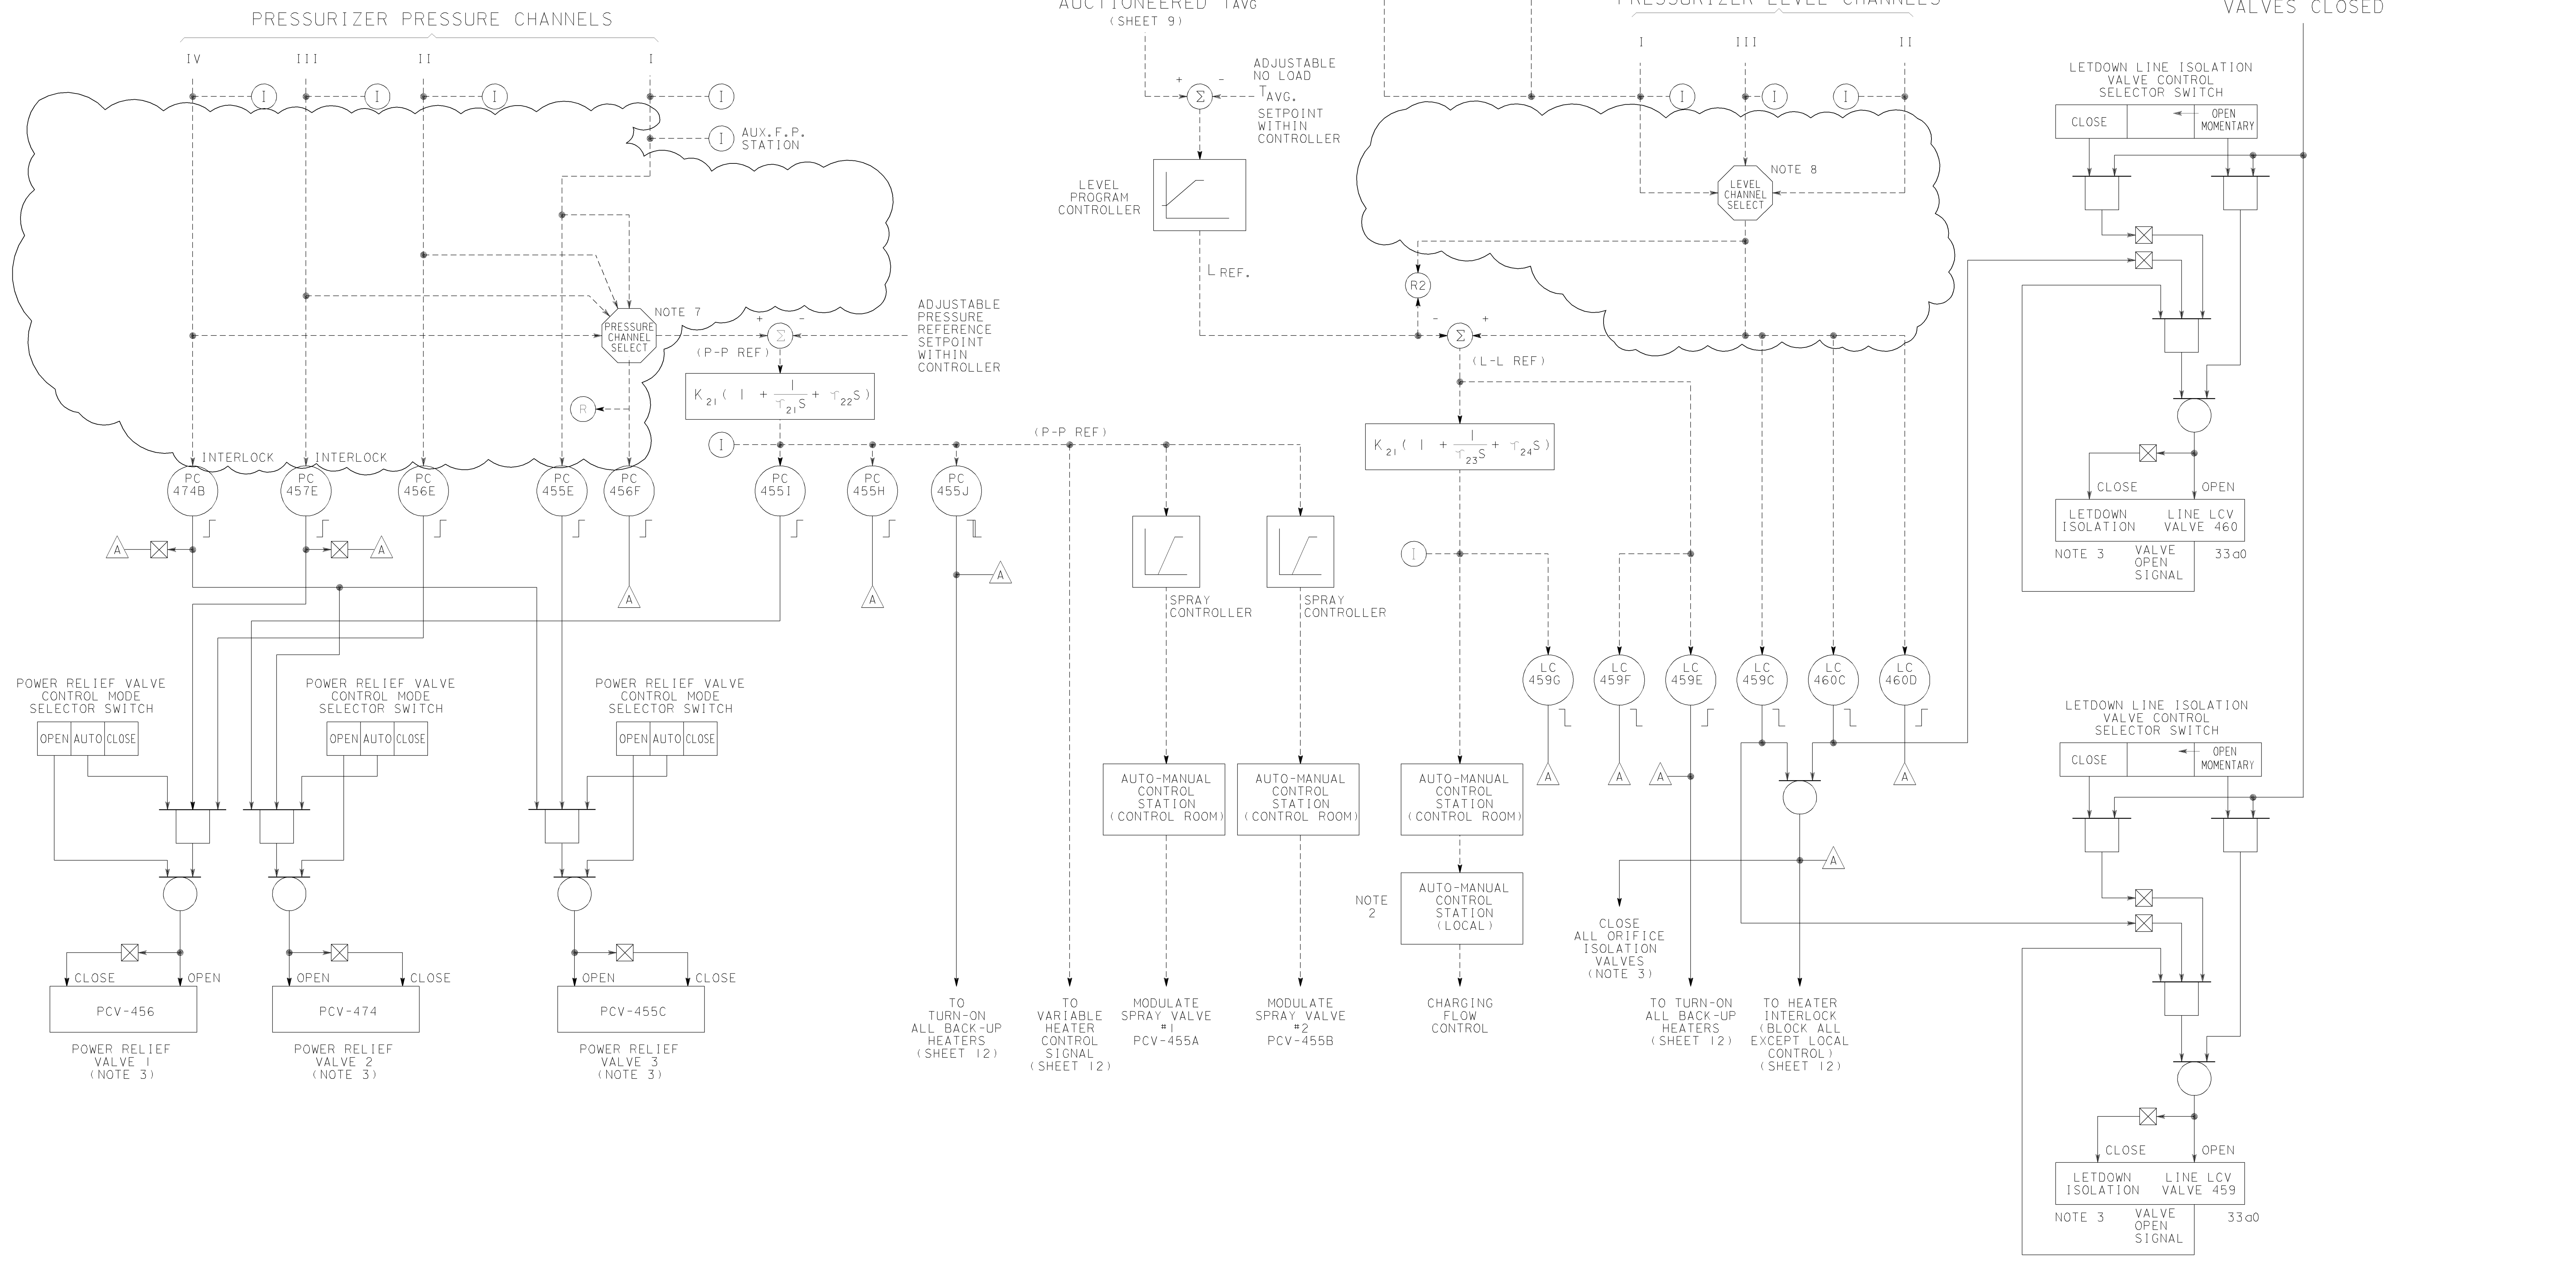 PRESSURIZER PRESSURE CHANNELS
IV
III
II
I
I
I
I
I
I
AUX.F.P.
STATION
NOTE 7
PRESSURE
CHANNEL
SELECT
(P-P REF)
+
-
Σ
ADJUSTABLE
PRESSURE
REFERENCE
SETPOINT
WITHIN
CONTROLLER
K21( 1 + 1/τ21S + τ22S)
R
I
(P-P REF)
INTERLOCK
INTERLOCK
PC
474B
PC
457E
PC
456E
PC
455E
PC
456F
PC
455I
PC
455H
PC
455J
A
A
A
A
A
POWER RELIEF VALVE
CONTROL MODE
SELECTOR SWITCH
OPEN AUTO CLOSE
POWER RELIEF VALVE
CONTROL MODE
SELECTOR SWITCH
OPEN AUTO CLOSE
POWER RELIEF VALVE
CONTROL MODE
SELECTOR SWITCH
OPEN AUTO CLOSE
CLOSE
OPEN
PCV-456
POWER RELIEF
VALVE 1
(NOTE 3)
OPEN
CLOSE
PCV-474
POWER RELIEF
VALVE 2
(NOTE 3)
OPEN
CLOSE
PCV-455C
POWER RELIEF
VALVE 3
(NOTE 3)
TO
TURN-ON
ALL BACK-UP
HEATERS
(SHEET 12)
TO
VARIABLE
HEATER
CONTROL
SIGNAL
(SHEET 12)
SPRAY
CONTROLLER
AUTO-MANUAL
CONTROL
STATION
(CONTROL ROOM)
MODULATE
SPRAY VALVE
#1
PCV-455A
SPRAY
CONTROLLER
AUTO-MANUAL
CONTROL
STATION
(CONTROL ROOM)
MODULATE
SPRAY VALVE
#2
PCV-455B
AUCTIONEERED TAVG
(SHEET 9)
+
-
Σ
ADJUSTABLE
NO LOAD
TAVG.
SETPOINT
WITHIN
CONTROLLER
LEVEL
PROGRAM
CONTROLLER
LREF.
PRESSURIZER LEVEL CHANNELS
I
III
II
I
I
I
NOTE 8
LEVEL
CHANNEL
SELECT
R2
-
+
Σ
(L-L REF)
K21( 1 + 1/τ23S + τ24S)
I
LC
459G
LC
459F
LC
459E
LC
459C
LC
460C
LC
460D
A
A
A
A
A
AUTO-MANUAL
CONTROL
STATION
(CONTROL ROOM)
NOTE
2
AUTO-MANUAL
CONTROL
STATION
(LOCAL)
CHARGING
FLOW
CONTROL
CLOSE
ALL ORIFICE
ISOLATION
VALVES
(NOTE 3)
TO TURN-ON
ALL BACK-UP
HEATERS
(SHEET 12)
TO HEATER
INTERLOCK
(BLOCK ALL
EXCEPT LOCAL
CONTROL)
(SHEET 12)
VALVES CLOSED
LETDOWN LINE ISOLATION
VALVE CONTROL
SELECTOR SWITCH
CLOSE
OPEN
MOMENTARY
CLOSE
OPEN
LETDOWN LINE LCV
ISOLATION VALVE 460
NOTE 3
VALVE
OPEN
SIGNAL
33a0
LETDOWN LINE ISOLATION
VALVE CONTROL
SELECTOR SWITCH
CLOSE
OPEN
MOMENTARY
CLOSE
OPEN
LETDOWN LINE LCV
ISOLATION VALVE 459
NOTE 3
VALVE
OPEN
SIGNAL
33a0